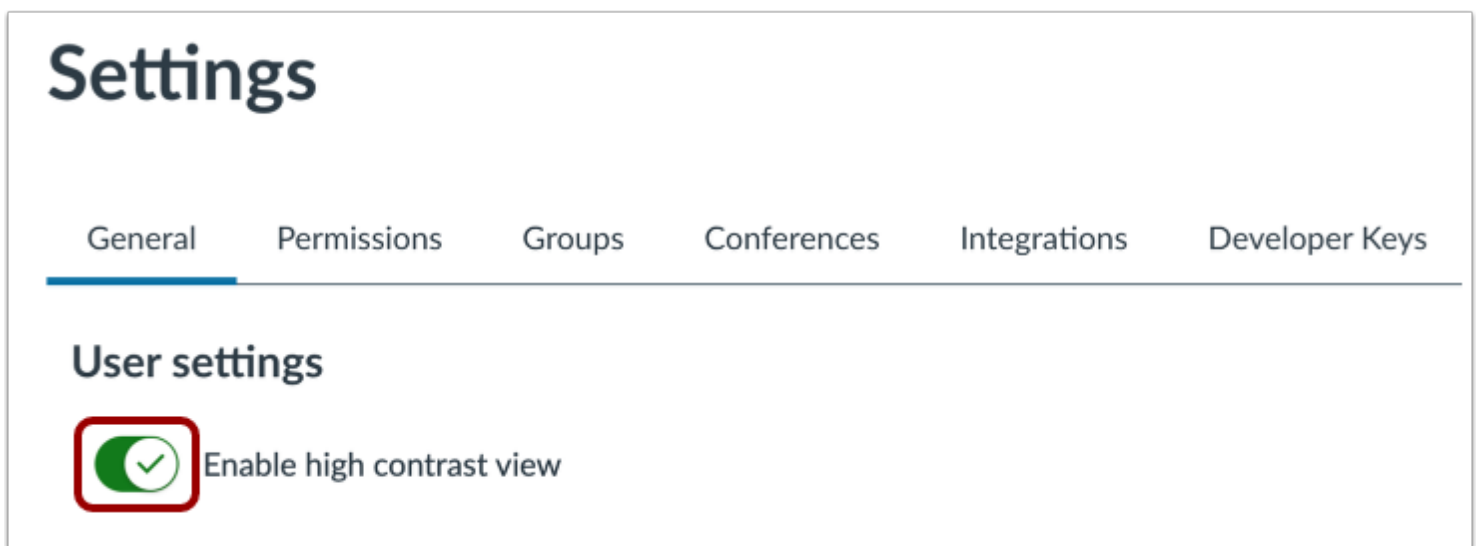 Settings
General Permissions Groups Conferences Integrations Developer Keys
User settings
Enable high contrast view